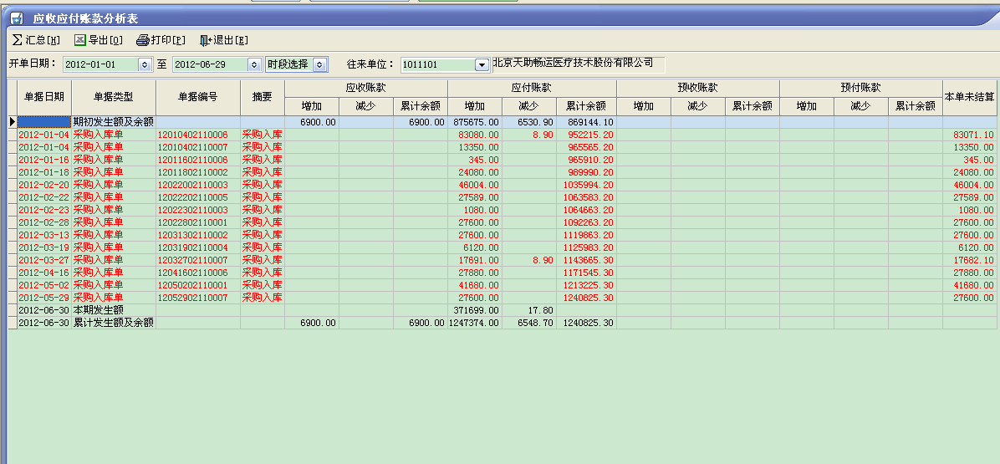 应收应付账款分析表
汇总[H] 导出[O] 打印[P] 退出[E]
开单日期： 2012-01-01 至 2012-06-29 时段选择 往来单位： 1011101 北京天助畅运医疗技术股份有限公司
单据日期 单据类型 单据编号 摘要 应收账款 应付账款 预收账款 预付账款 本单未结算
增加 减少 累计余额 增加 减少 累计余额 增加 减少 累计余额 增加 减少 累计余额
期初发生额及余额 6900.00 6900.00 875675.00 6530.90 869144.10
2012-01-04 采购入库单 12010402110006 采购入库 83080.00 8.90 952215.20 83071.10
2012-01-04 采购入库单 12010402110007 采购入库 13350.00 965565.20 13350.00
2012-01-16 采购入库单 12011602110006 采购入库 345.00 965910.20 345.00
2012-01-18 采购入库单 12011802110002 采购入库 24080.00 989990.20 24080.00
2012-02-20 采购入库单 12022002110003 采购入库 46004.00 1035994.20 46004.00
2012-02-22 采购入库单 12022202110005 采购入库 27589.00 1063583.20 27589.00
2012-02-23 采购入库单 12022302110003 采购入库 1080.00 1064663.20 1080.00
2012-02-28 采购入库单 12022802110001 采购入库 27600.00 1092263.20 27600.00
2012-03-13 采购入库单 12031302110002 采购入库 27600.00 1119863.20 27600.00
2012-03-19 采购入库单 12031902110004 采购入库 6120.00 1125983.20 6120.00
2012-03-27 采购入库单 12032702110007 采购入库 17691.00 8.90 1143665.30 17682.10
2012-04-16 采购入库单 12041602110006 采购入库 27880.00 1171545.30 27880.00
2012-05-02 采购入库单 12050202110001 采购入库 41680.00 1213225.30 41680.00
2012-05-29 采购入库单 12052902110007 采购入库 27600.00 1240825.30 27600.00
2012-06-30 本期发生额 371699.00 17.80
2012-06-30 累计发生额及余额 6900.00 6900.00 1247374.00 6548.70 1240825.30